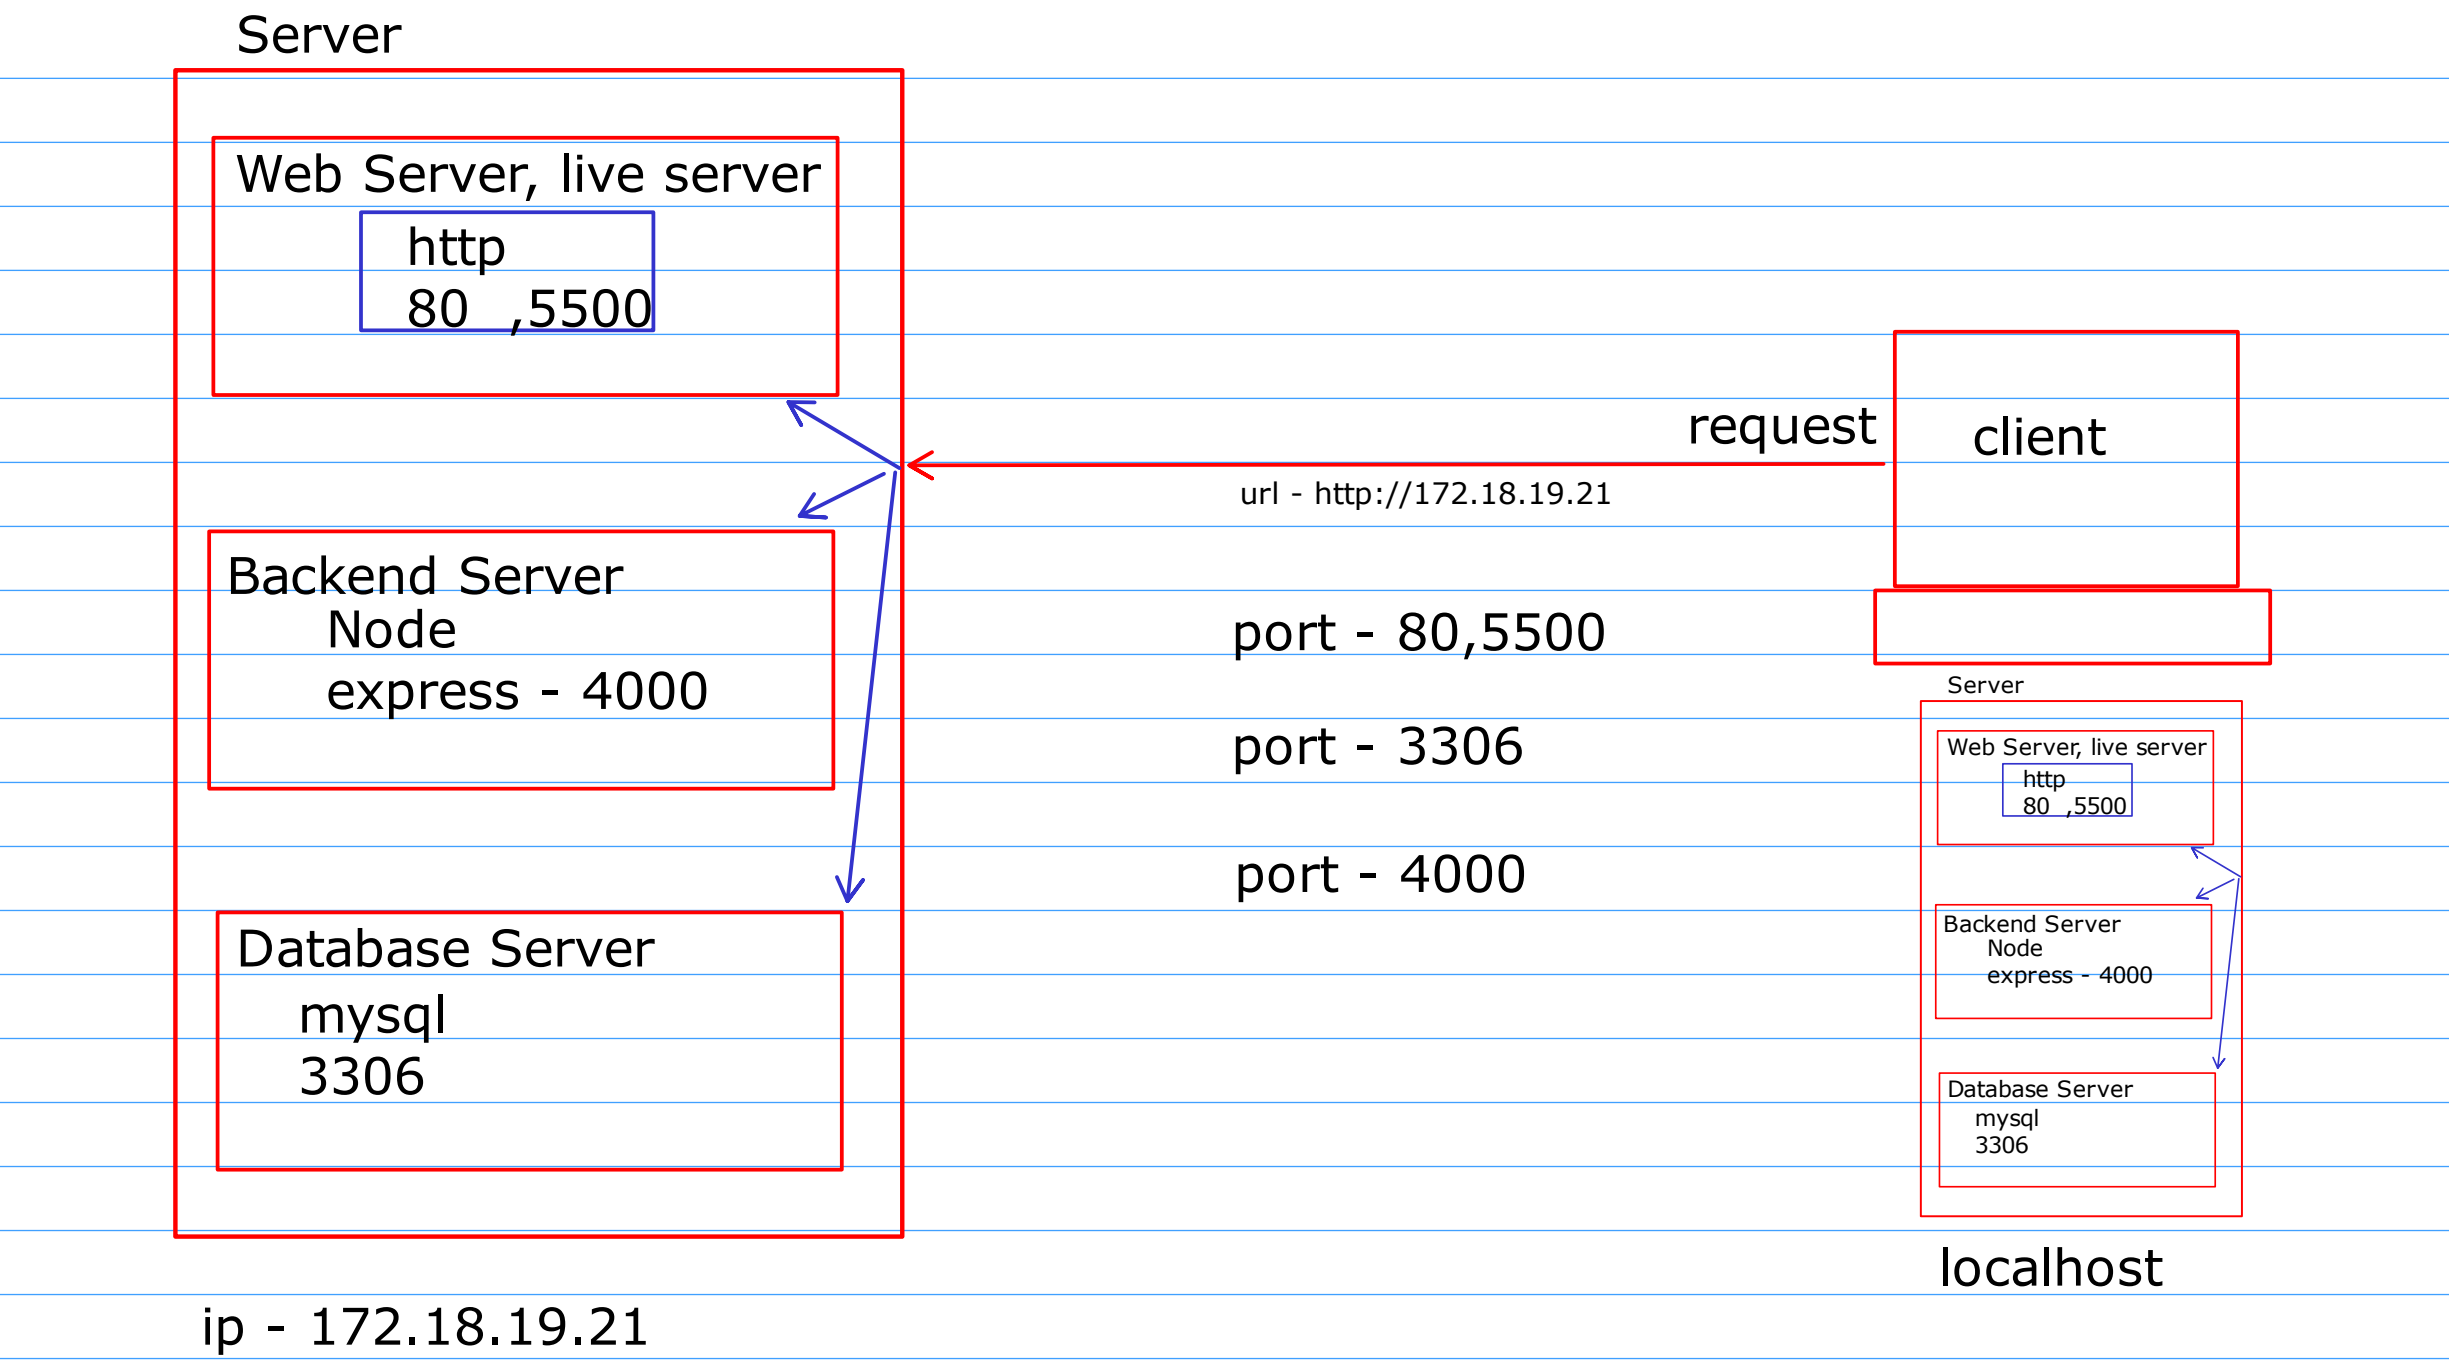 Server
Web Server, live server
http
80 ,5500
Backend Server
Node
express - 4000
Database Server
mysql
3306
ip - 172.18.19.21
request
url - http://172.18.19.21
port - 80,5500
port - 3306
port - 4000
client
Server
Web Server, live server
http
80 ,5500
Backend Server
Node
express - 4000
Database Server
mysql
3306
localhost